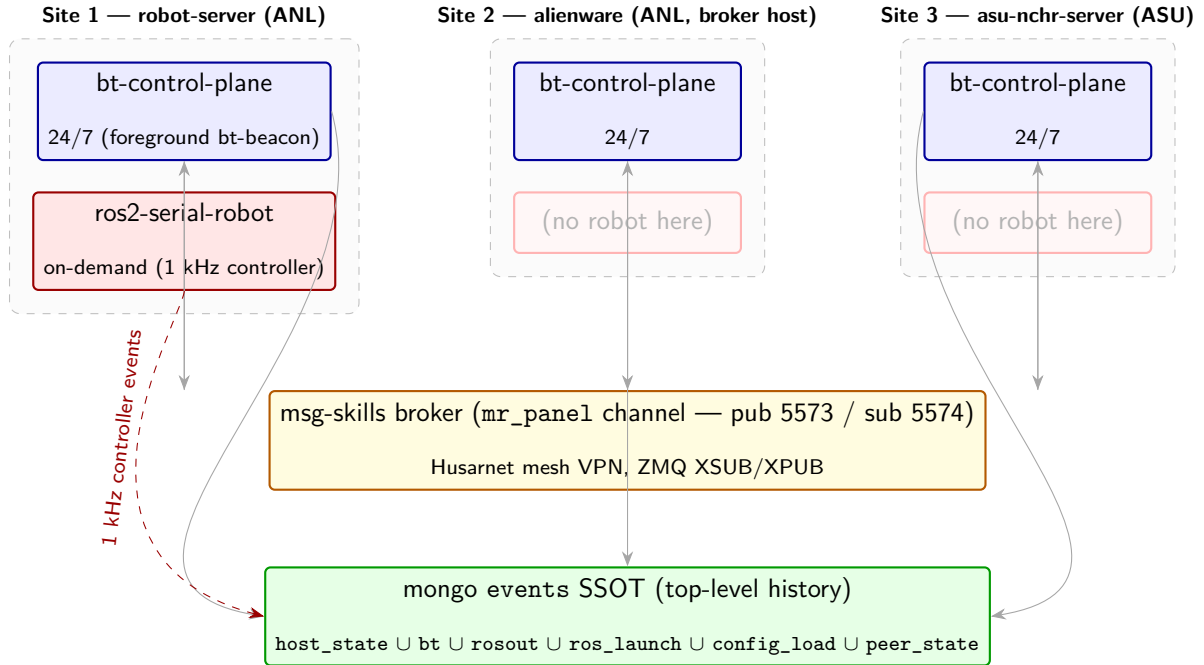 Site 1 — robot-server (ANL)
Site 2 — alienware (ANL, broker host)
Site 3 — asu-nchr-server (ASU)
bt-control-plane
24/7 (foreground bt-beacon)
bt-control-plane
24/7
bt-control-plane
24/7
ros2-serial-robot
on-demand (1 kHz controller)
(no robot here)
(no robot here)
1 kHz controller events
msg-skills broker (mr_panel channel — pub 5573 / sub 5574)
Husarnet mesh VPN, ZMQ XSUB/XPUB
mongo events SSOT (top-level history)
host_state ∪ bt ∪ rosout ∪ ros_launch ∪ config_load ∪ peer_state